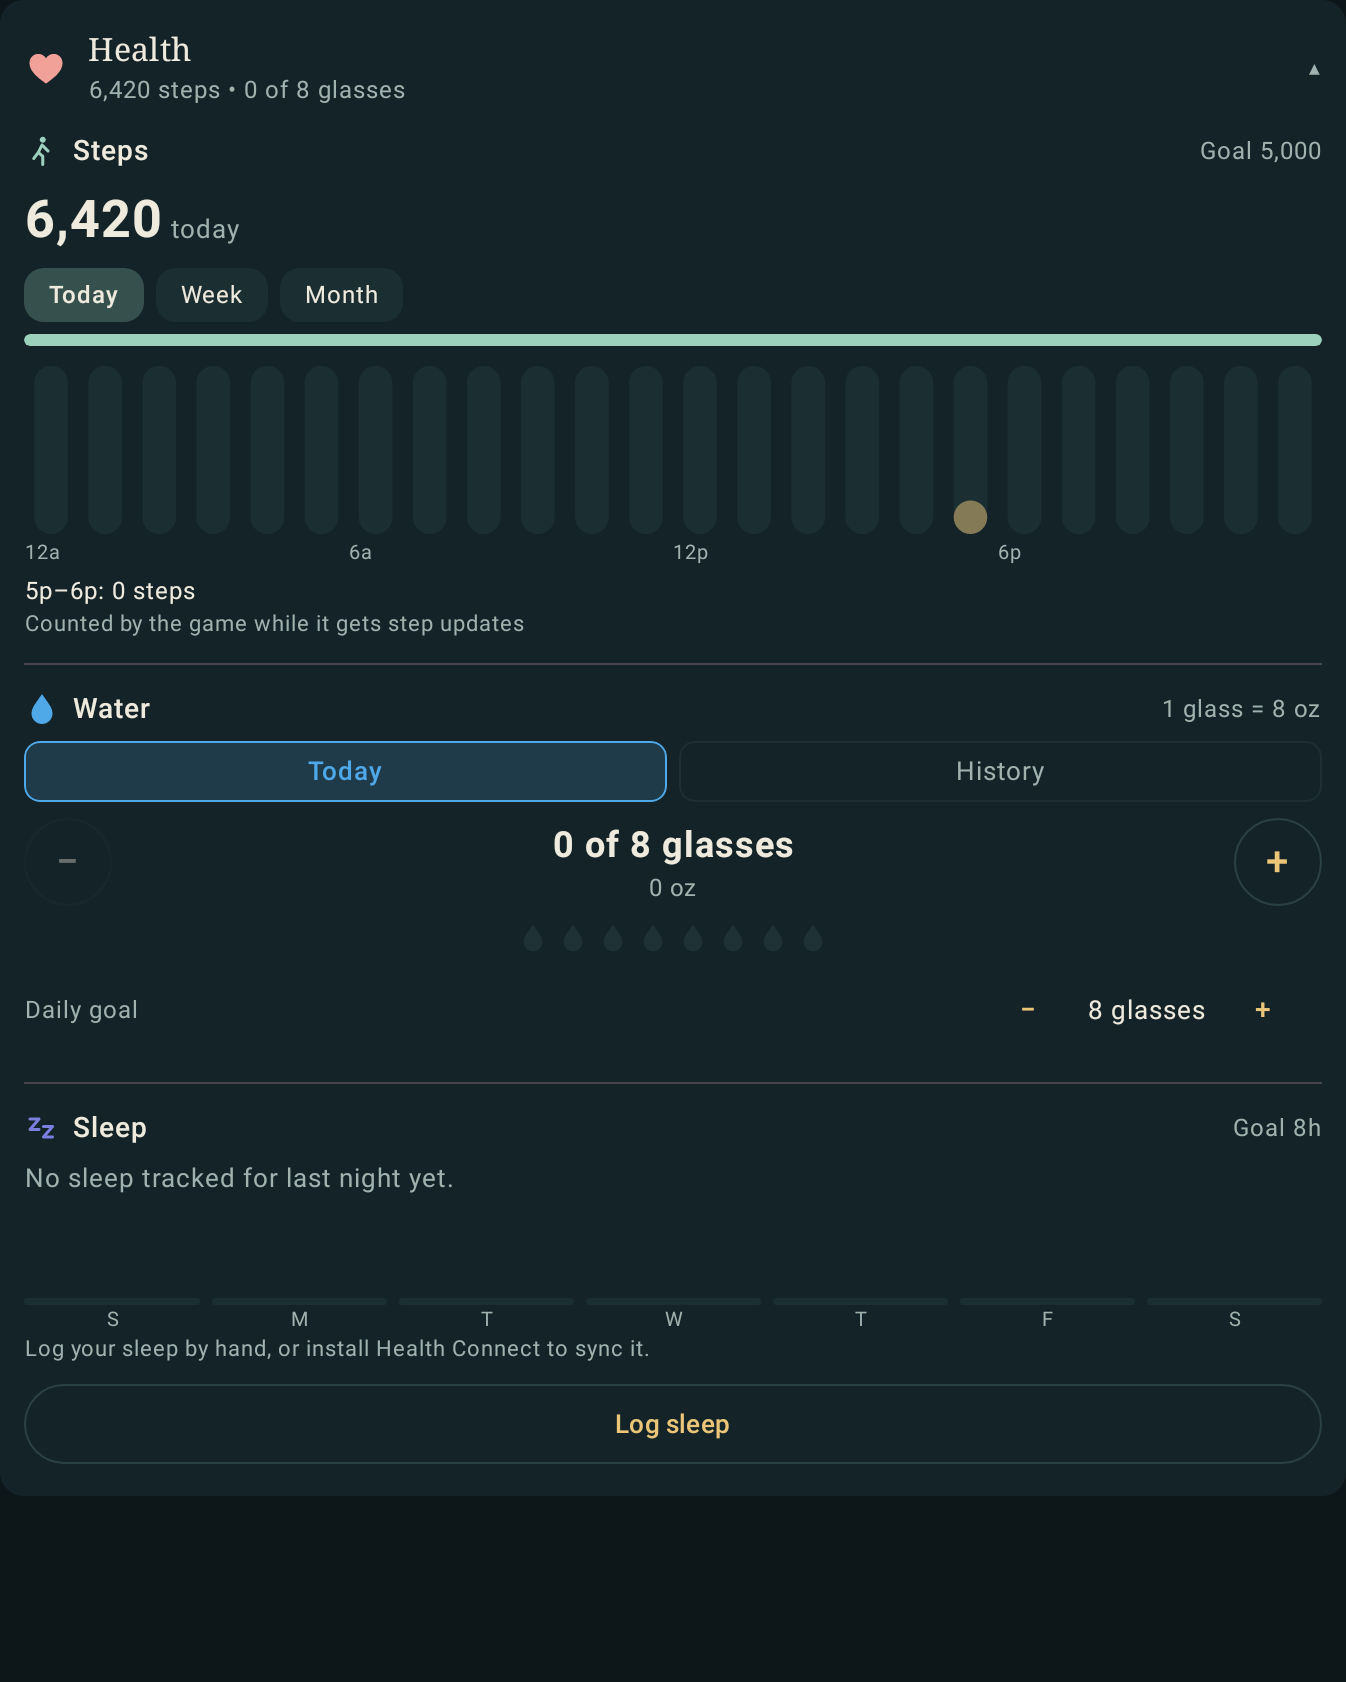 Health
6,420 steps • 0 of 8 glasses
▲
Steps
Goal 5,000
6,420 today
Today Week Month
12a 6a 12p 6p
5p–6p: 0 steps
Counted by the game while it gets step updates
Water
1 glass = 8 oz
Today History
− 0 of 8 glasses +
0 oz
Daily goal − 8 glasses +
zz Sleep
Goal 8h
No sleep tracked for last night yet.
S M T W T F S
Log your sleep by hand, or install Health Connect to sync it.
Log sleep